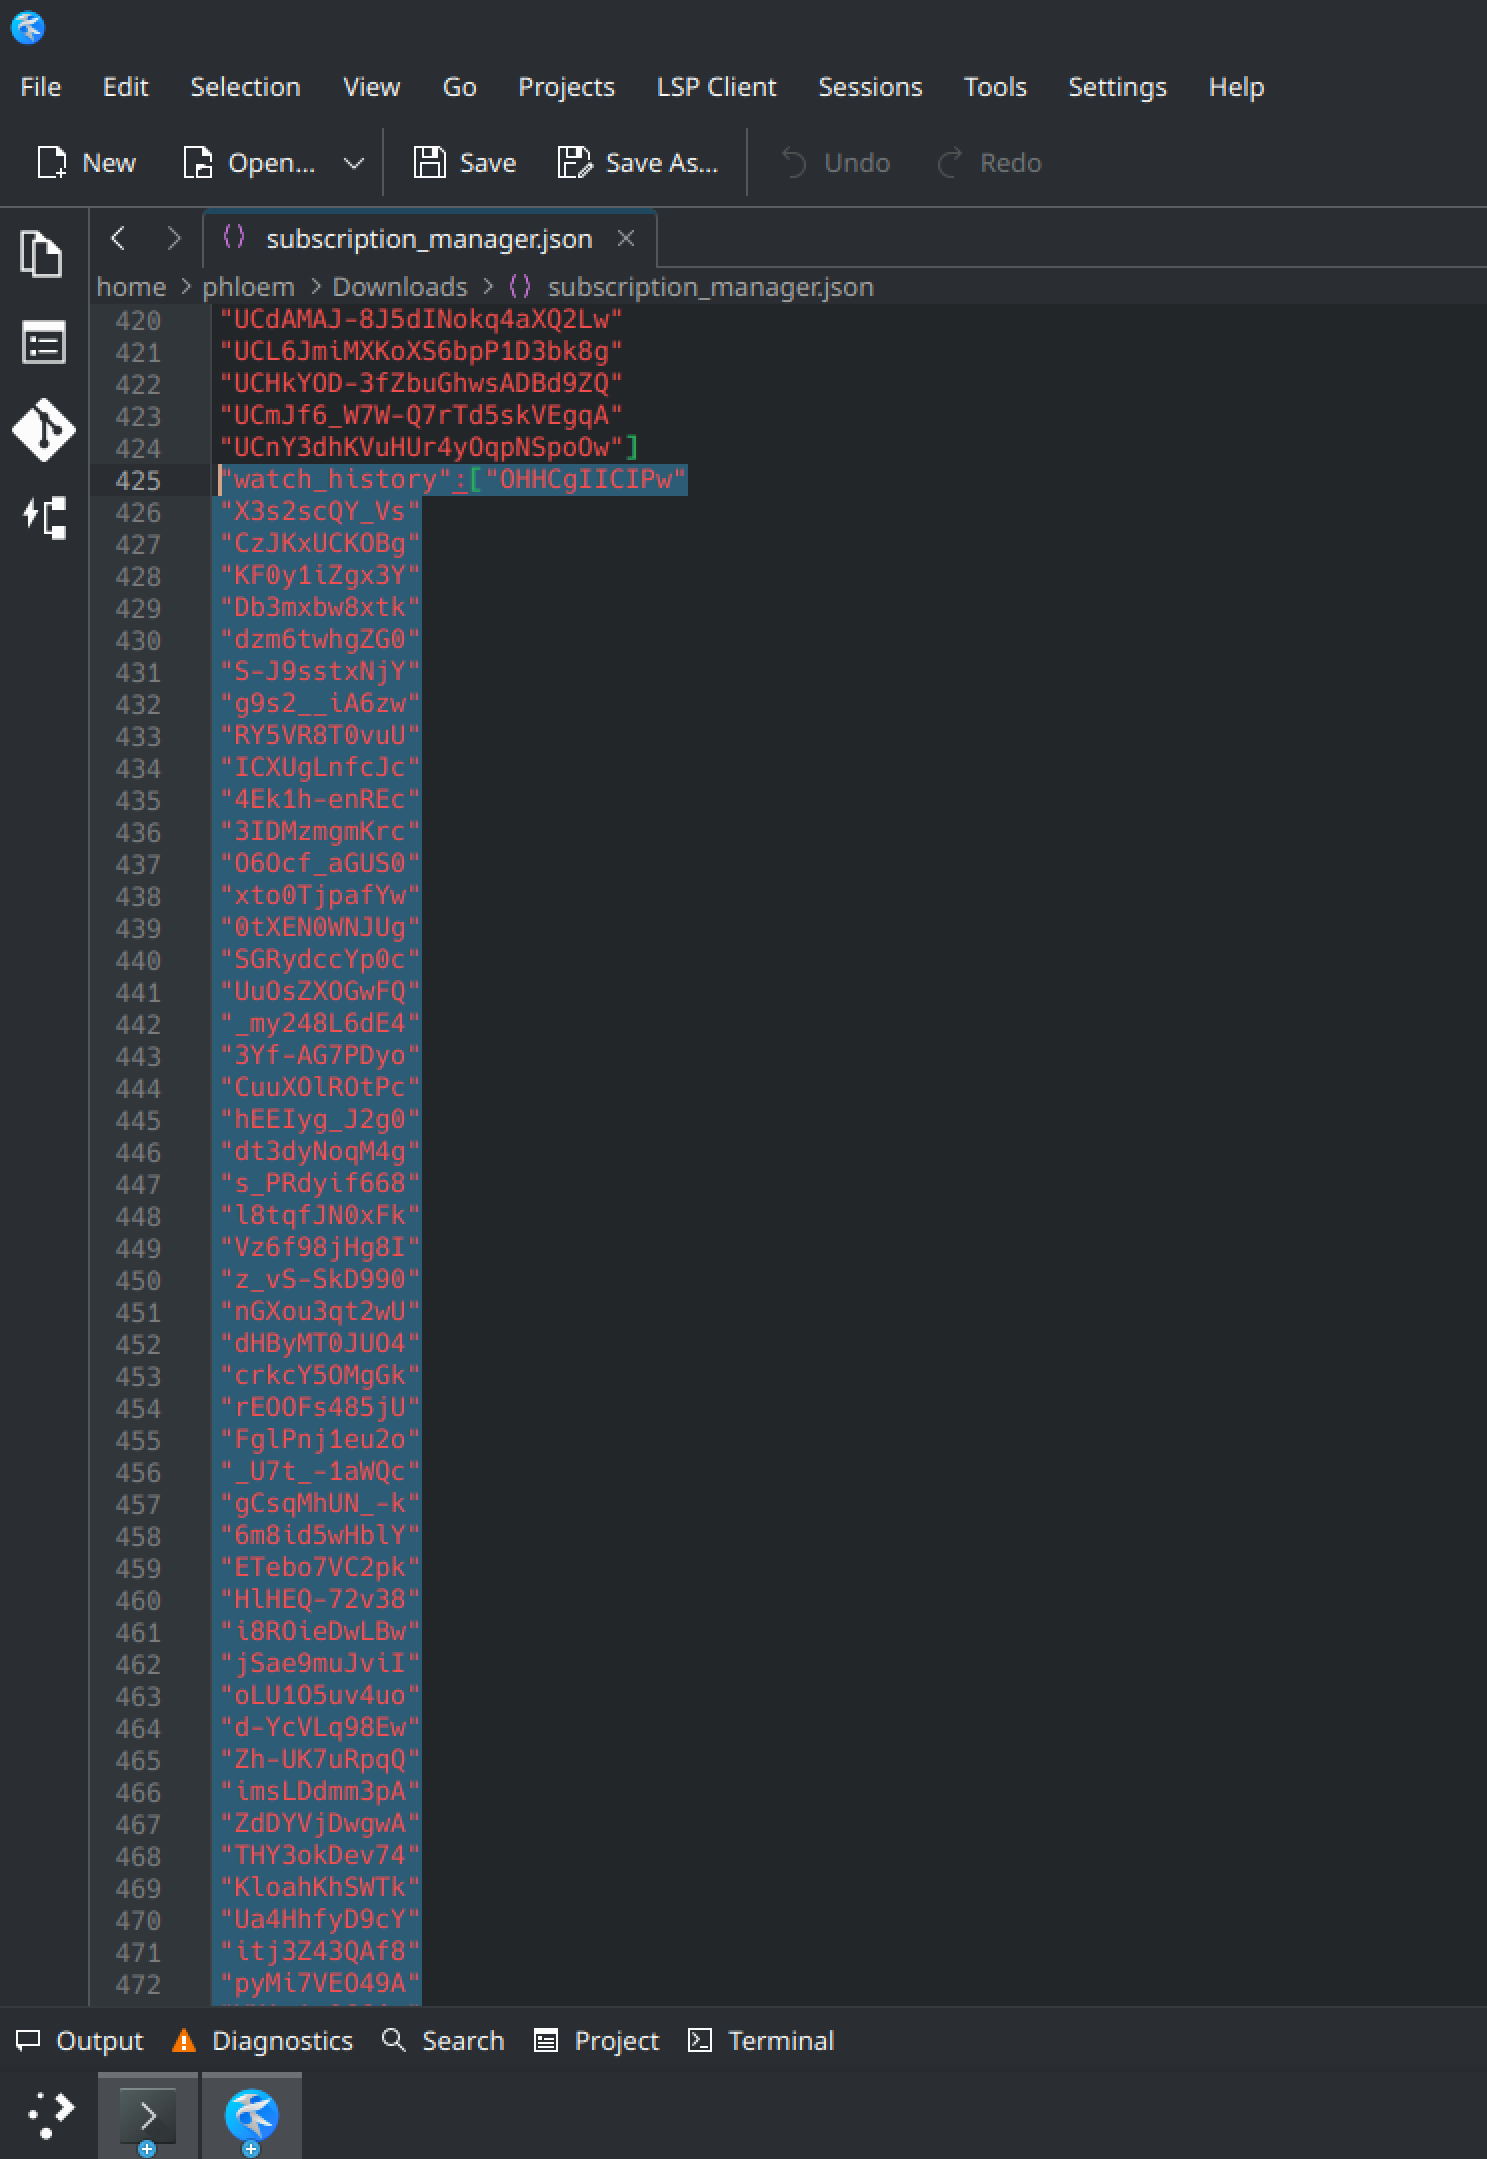 File Edit Selection View Go Projects LSP Client Sessions Tools Settings Help
New Open... Save Save As... Undo Redo
subscription_manager.json
home > phloem > Downloads > {} subscription_manager.json
420 "UCdAMAJ-8J5dINokq4aXQ2Lw"
421 "UCL6JmiMXKoXS6bpP1D3bk8g"
422 "UCHkYOD-3fZbuGhwsADBd9ZQ"
423 "UCmJf6_W7W-Q7rTd5skVEgqA"
424 "UCnY3dhKVuHUr4yOqpNSpoOw"]
425 "watch_history":["OHHCgIICIPw"
426 "X3s2scQY_Vs"
427 "CzJKxUCKOBg"
428 "KF0y1iZgx3Y"
429 "Db3mxbw8xtk"
430 "dzm6twhgZG0"
431 "S-J9sstxNjY"
432 "g9s2__iA6zw"
433 "RY5VR8T0vuU"
434 "ICXUgLnfcJc"
435 "4Ek1h-enREc"
436 "3IDMzmgmKrc"
437 "O6Ocf_aGUS0"
438 "xto0TjpafYw"
439 "0tXEN0WNJUg"
440 "SGRydccYp0c"
441 "UuOsZXOGwFQ"
442 "_my248L6dE4"
443 "3Yf-AG7PDyo"
444 "CuuXOlROtPc"
445 "hEEIyg_J2g0"
446 "dt3dyNoqM4g"
447 "s_PRdyif668"
448 "l8tqfJN0xFk"
449 "Vz6f98jHg8I"
450 "z_vS-SkD990"
451 "nGXou3qt2wU"
452 "dHByMT0JUO4"
453 "crkcY5OMgGk"
454 "rEOOFs485jU"
455 "FglPnj1eu2o"
456 "_U7t_-1aWQc"
457 "gCsqMhUN_-k"
458 "6m8id5wHblY"
459 "ETebo7VC2pk"
460 "HlHEQ-72v38"
461 "i8ROieDwLBw"
462 "jSae9muJviI"
463 "oLU1O5uv4uo"
464 "d-YcVLq98Ew"
465 "Zh-UK7uRpqQ"
466 "imsLDdmm3pA"
467 "ZdDYVjDwgwA"
468 "THY3okDev74"
469 "KloahKhSWTk"
470 "Ua4HhfyD9cY"
471 "itj3Z43QAf8"
472 "pyMi7VEO49A"
Output Diagnostics Search Project Terminal